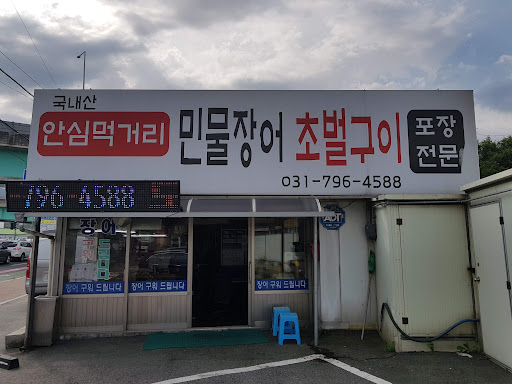 국내산
안심먹거리 민물장어 초벌구이 포장 전문
031-796-4588
796 4588
장어
ADT
장어 구워 드립니다
장어 구워 드립니다
장어 구워 드립니다